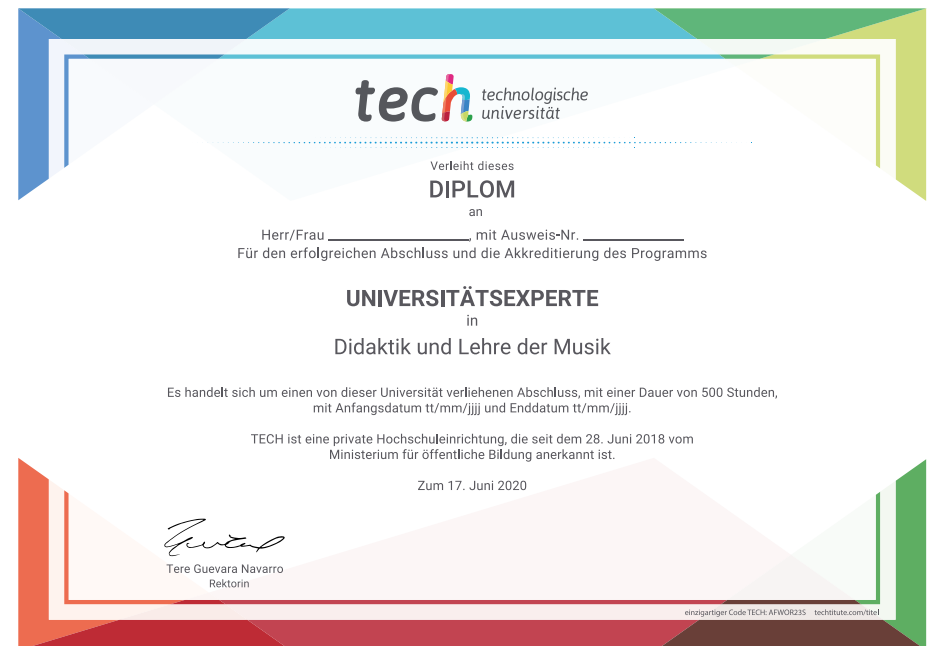 tech technologische
universität
Verleiht dieses
DIPLOM
an
Herr/Frau ____________, mit Ausweis-Nr. ____________
Für den erfolgreichen Abschluss und die Akkreditierung des Programms
UNIVERSITÄTSEXPERTE
in
Didaktik und Lehre der Musik
Es handelt sich um einen von dieser Universität verliehenen Abschluss, mit einer Dauer von 500 Stunden,
mit Anfangsdatum tt/mm/jjjj und Enddatum tt/mm/jjjj.
TECH ist eine private Hochschuleinrichtung, die seit dem 28. Juni 2018 vom
Ministerium für öffentliche Bildung anerkannt ist.
Zum 17. Juni 2020
Tere Guevara Navarro
Rektorin
einzigartiger Code TECH: AFWOR23S techtitute.com/titel